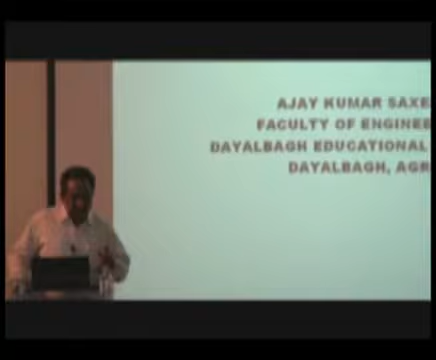 AJAY KUMAR SAXE
FACULTY OF ENGINEE
DAYALBAGH EDUCATIONAL
DAYALBAGH, AGR